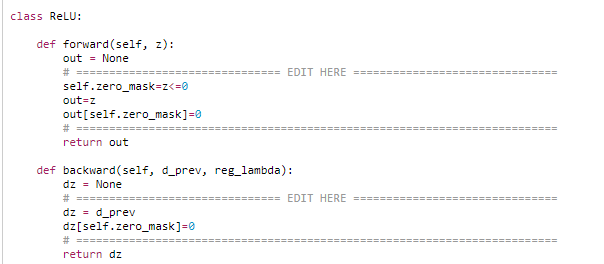 class ReLU:
def forward(self, z):
out = None
# =============================== EDIT HERE ===============================
self.zero_mask=z<=0
out=z
out[self.zero_mask]=0
# =========================================================================
return out
def backward(self, d_prev, reg_lambda):
dz = None
# =============================== EDIT HERE ===============================
dz = d_prev
dz[self.zero_mask]=0
# =========================================================================
return dz